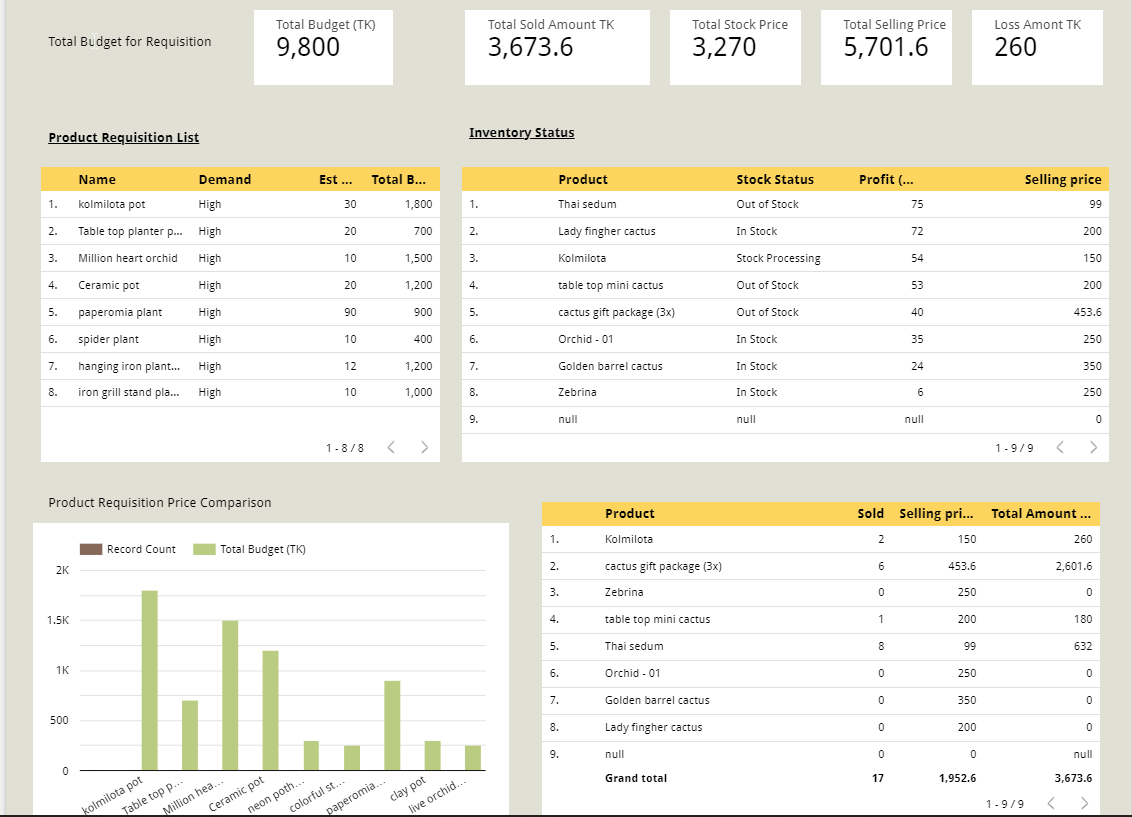 Total Budget for Requisition
Total Budget (TK)
9,800
Total Sold Amount TK
3,673.6
Total Stock Price
3,270
Total Selling Price
5,701.6
Loss Amont TK
260
Product Requisition List
Name Demand Est ... Total B...
1. kolmilota pot High 30 1,800
2. Table top planter p... High 20 700
3. Million heart orchid High 10 1,500
4. Ceramic pot High 20 1,200
5. paperomia plant High 90 900
6. spider plant High 10 400
7. hanging iron plant... High 12 1,200
8. iron grill stand pla... High 10 1,000
1 - 8 / 8
Inventory Status
Product Stock Status Profit (... Selling price
1. Thai sedum Out of Stock 75 99
2. Lady fingher cactus In Stock 72 200
3. Kolmilota Stock Processing 54 150
4. table top mini cactus Out of Stock 53 200
5. cactus gift package (3x) Out of Stock 40 453.6
6. Orchid - 01 In Stock 35 250
7. Golden barrel cactus In Stock 24 350
8. Zebrina In Stock 6 250
9. null null null 0
1 - 9 / 9
Product Requisition Price Comparison
Record Count Total Budget (TK)
2K
1.5K
1K
500
0
kolmilota pot
Table top p...
Million hea...
Ceramic pot
neon poth...
colorful st...
paperomia...
clay pot
live orchid...
Product Sold Selling pri... Total Amount ...
1. Kolmilota 2 150 260
2. cactus gift package (3x) 6 453.6 2,601.6
3. Zebrina 0 250 0
4. table top mini cactus 1 200 180
5. Thai sedum 8 99 632
6. Orchid - 01 0 250 0
7. Golden barrel cactus 0 350 0
8. Lady fingher cactus 0 200 0
9. null 0 0 null
Grand total 17 1,952.6 3,673.6
1 - 9 / 9